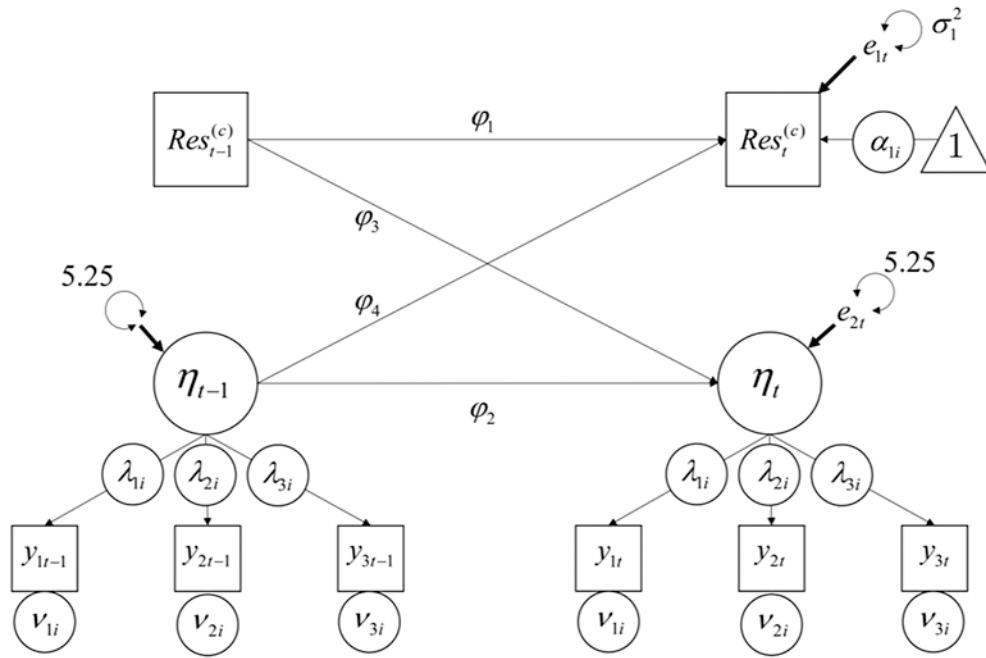 σ₁²
e₁ₜ
Res⁽ᶜ⁾ₜ₋₁
φ₁
Res⁽ᶜ⁾ₜ
α₁ᵢ
1
φ₃
5.25
5.25
φ₄
e₂ₜ
ηₜ₋₁
ηₜ
φ₂
λ₁ᵢ λ₂ᵢ λ₃ᵢ λ₁ᵢ λ₂ᵢ λ₃ᵢ
y₁ₜ₋₁ y₂ₜ₋₁ y₃ₜ₋₁ y₁ₜ y₂ₜ y₃ₜ
ν₁ᵢ ν₂ᵢ ν₃ᵢ ν₁ᵢ ν₂ᵢ ν₃ᵢ